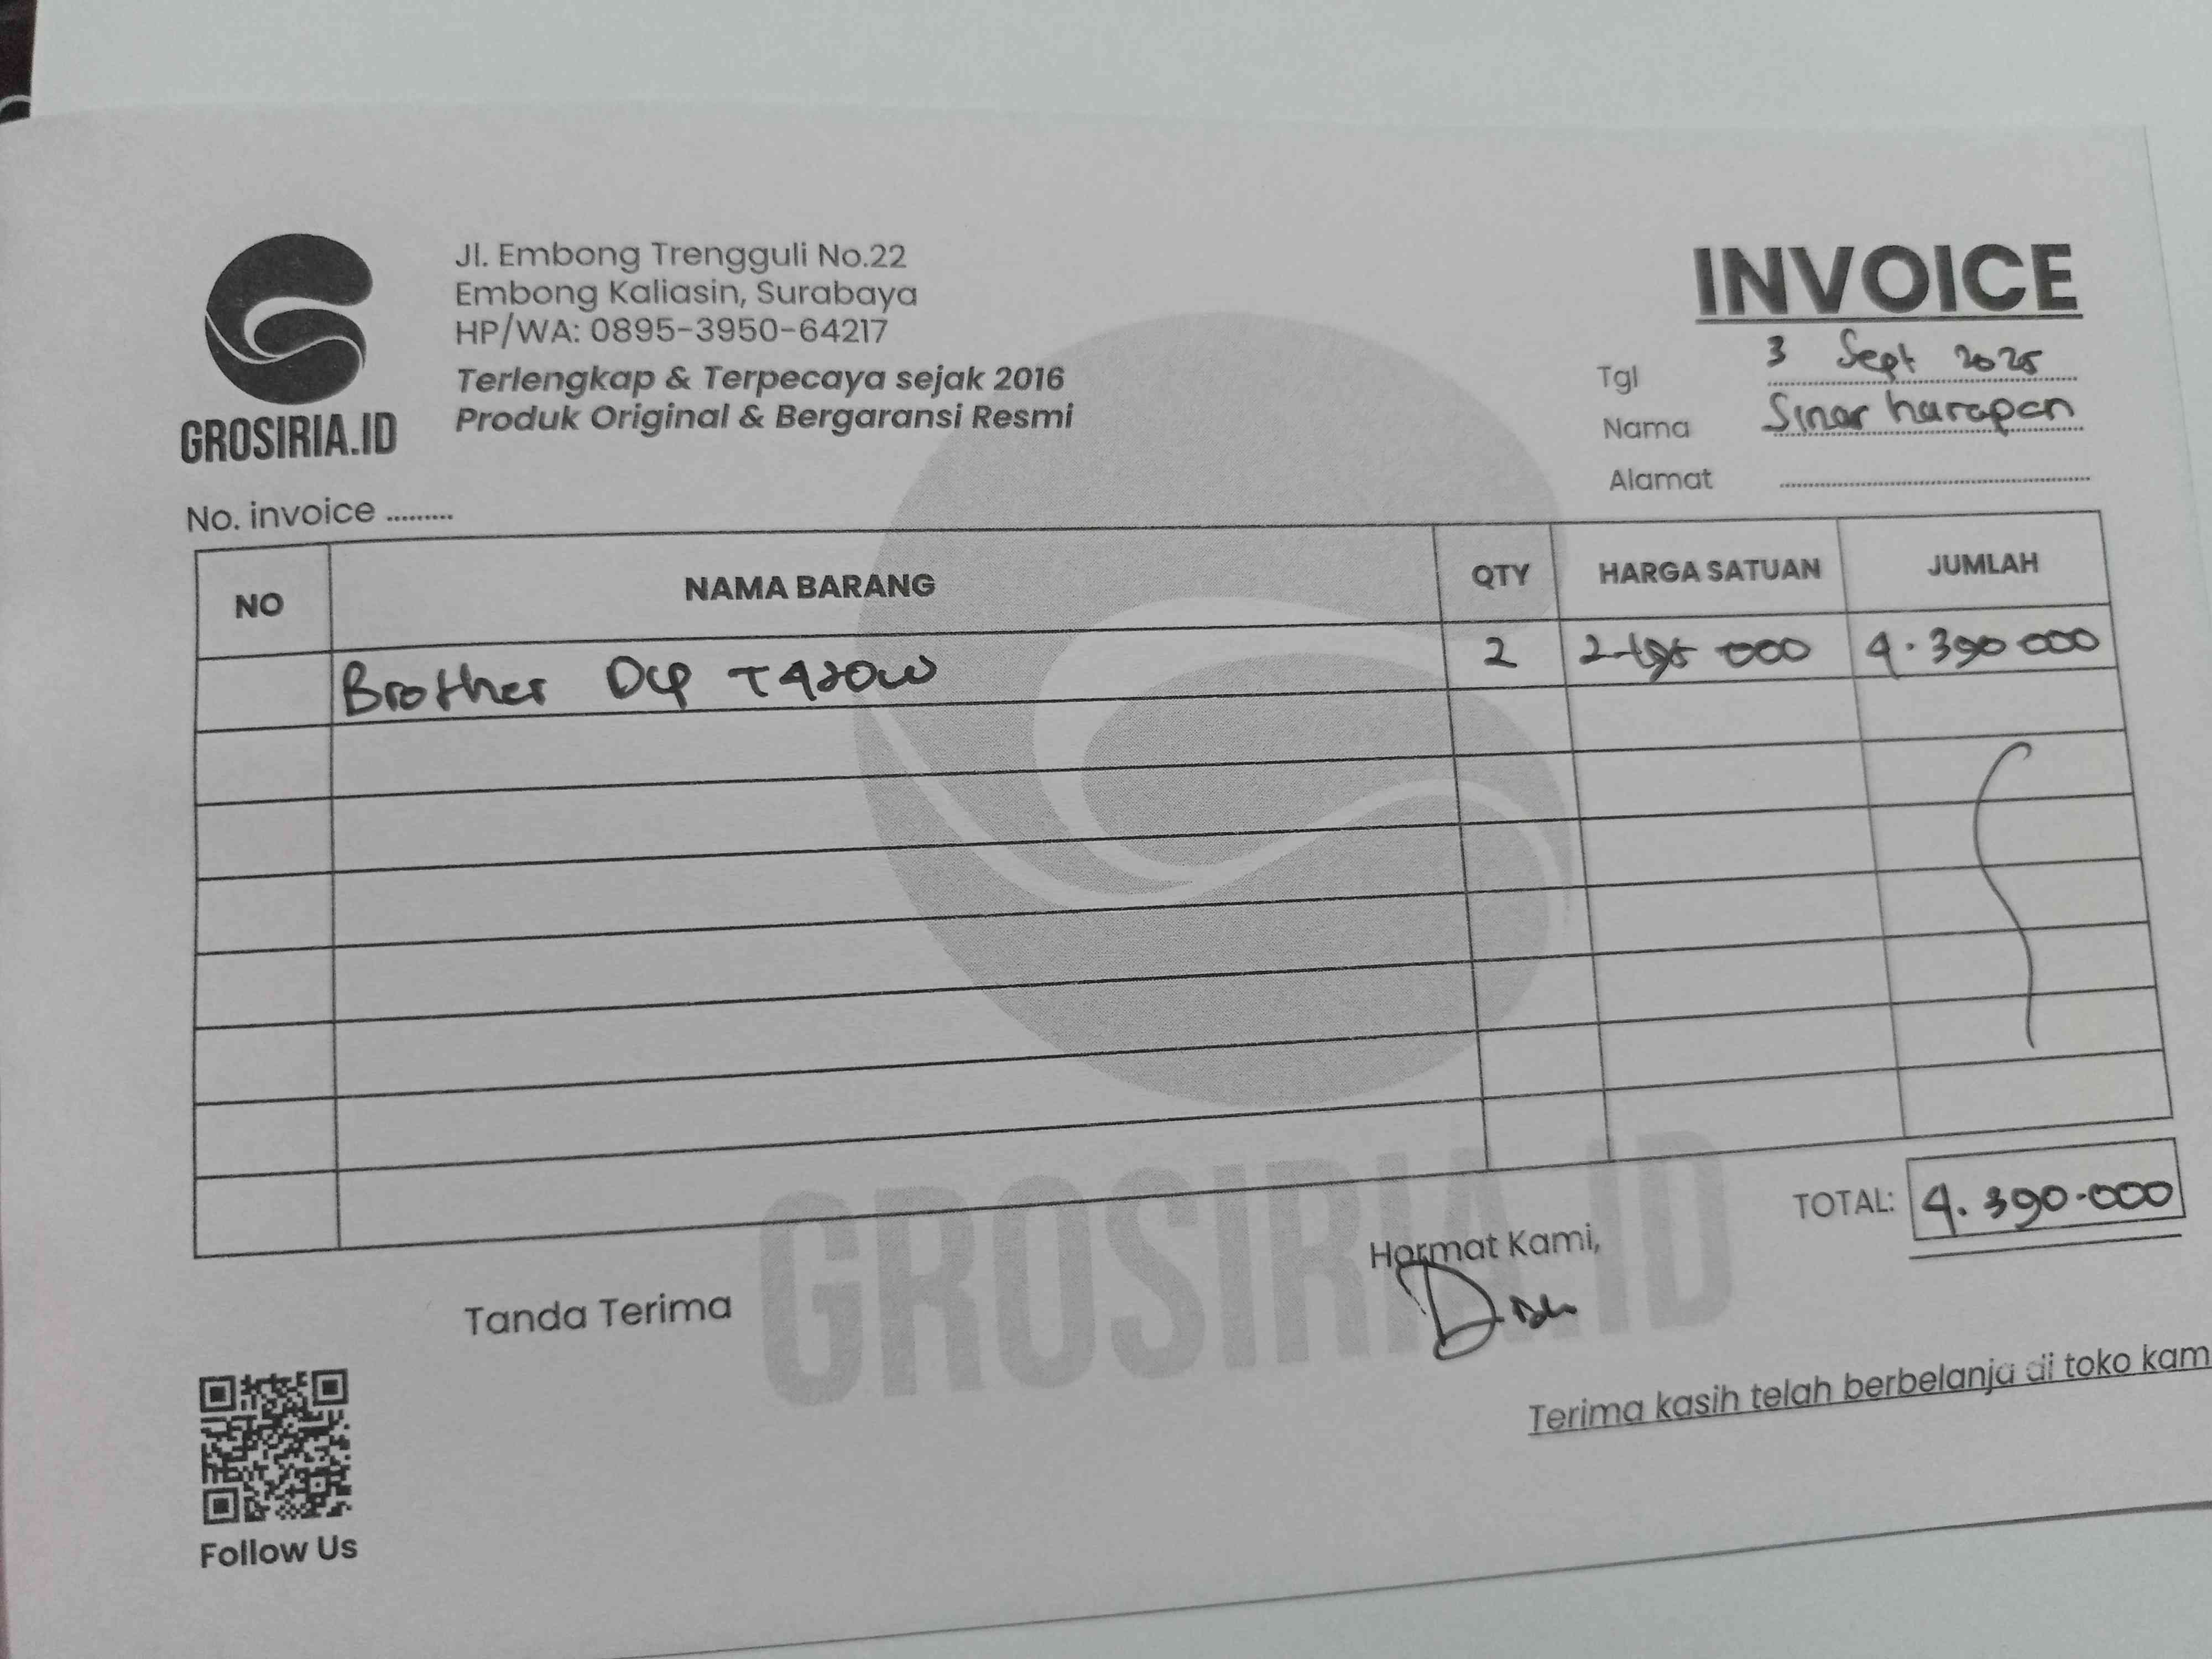 Jl. Embong Trengguli No.22
Embong Kaliasin, Surabaya
HP/WA: 0895-3950-64217
Terlengkap & Terpecaya sejak 2016
Produk Original & Bergaransi Resmi
GROSIRIA.ID
INVOICE
Tgl 3 Sept 2025
Nama Sinar harapan
Alamat
No. invoice .........
NO NAMA BARANG QTY HARGA SATUAN JUMLAH
Brother Dcp T420W 2 2.195 000 4.390 000
TOTAL: 4.390.000
Hormat Kami,
Tanda Terima
GROSIRIA.ID
Terima kasih telah berbelanja di toko kam
Follow Us